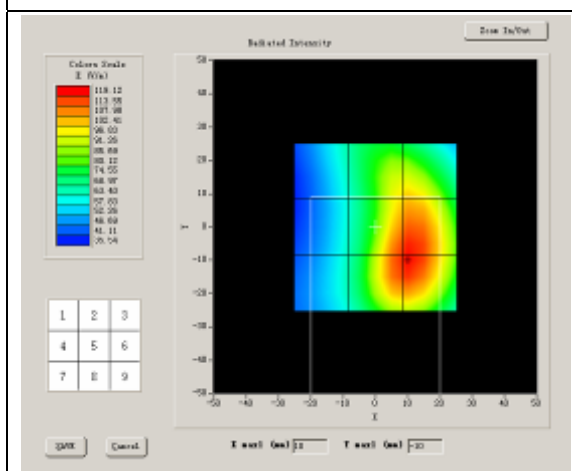 Zoom In/Out
Radiated Intensity
Colors Scale
E (V/m)
119.12
113.55
107.98
102.41
96.83
91.26
85.69
80.12
74.55
68.97
63.40
57.83
52.26
46.69
41.11
35.54
50
40
30
20
10
0
-10
-20
-30
-40
-50
Y
-50 -40 -30 -20 -10 0 10 20 30 40 50
X
1 2 3
4 5 6
7 8 9
SAVE Cancel X max1 (mm) 10 Y max1 (mm) -10